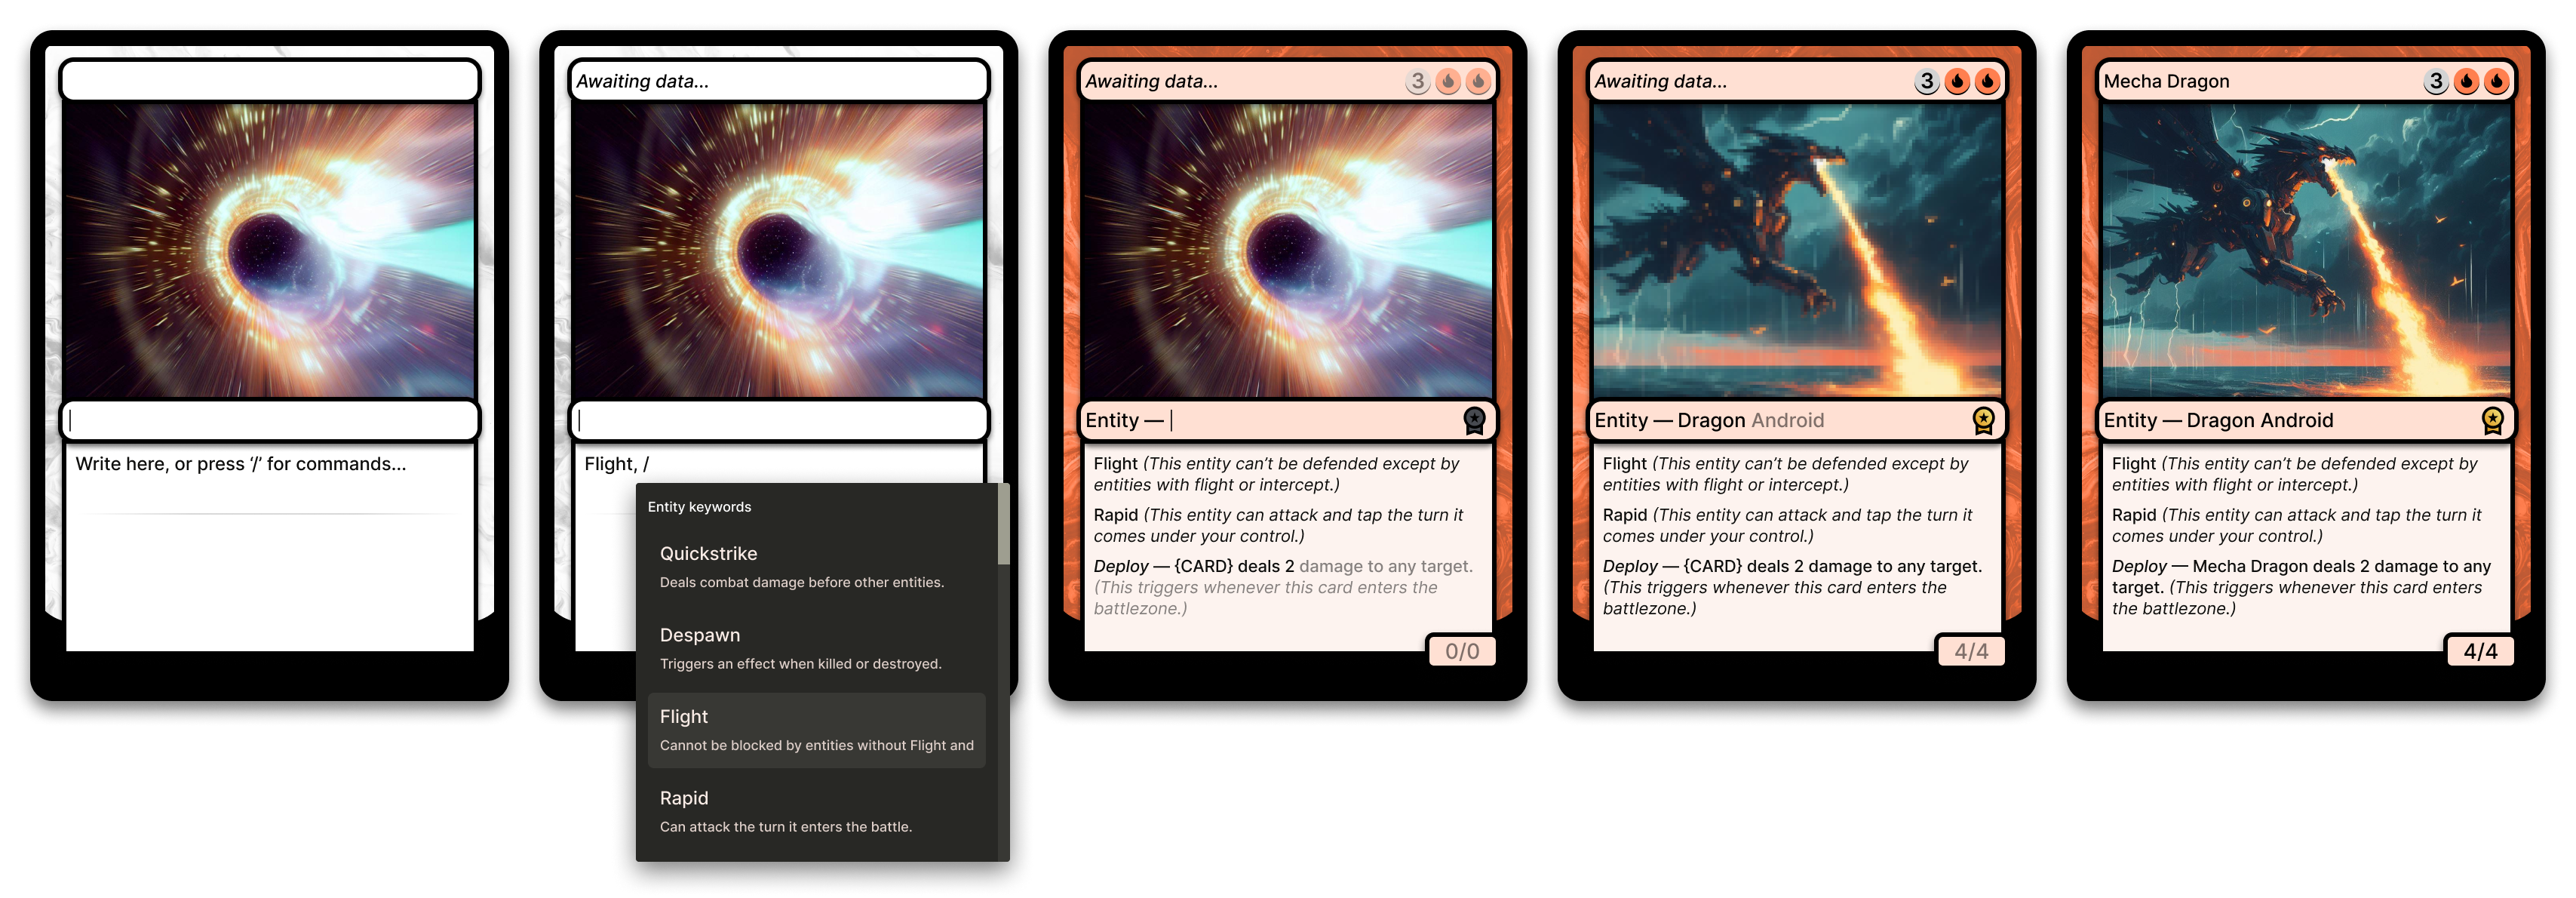 Write here, or press ‘/’ for commands...
Awaiting data...
Flight, /
Entity keywords
Quickstrike
Deals combat damage before other entities.
Despawn
Triggers an effect when killed or destroyed.
Flight
Cannot be blocked by entities without Flight and
Rapid
Can attack the turn it enters the battle.
Awaiting data...
3
Entity —
Flight (This entity can’t be defended except by
entities with flight or intercept.)
Rapid (This entity can attack and tap the turn it
comes under your control.)
Deploy — {CARD} deals 2 damage to any target.
(This triggers whenever this card enters the
battlezone.)
0/0
Awaiting data...
3
Entity — Dragon Android
Flight (This entity can’t be defended except by
entities with flight or intercept.)
Rapid (This entity can attack and tap the turn it
comes under your control.)
Deploy — {CARD} deals 2 damage to any target.
(This triggers whenever this card enters the
battlezone.)
4/4
Mecha Dragon
3
Entity — Dragon Android
Flight (This entity can’t be defended except by
entities with flight or intercept.)
Rapid (This entity can attack and tap the turn it
comes under your control.)
Deploy — Mecha Dragon deals 2 damage to any
target. (This triggers whenever this card enters
the battlezone.)
4/4